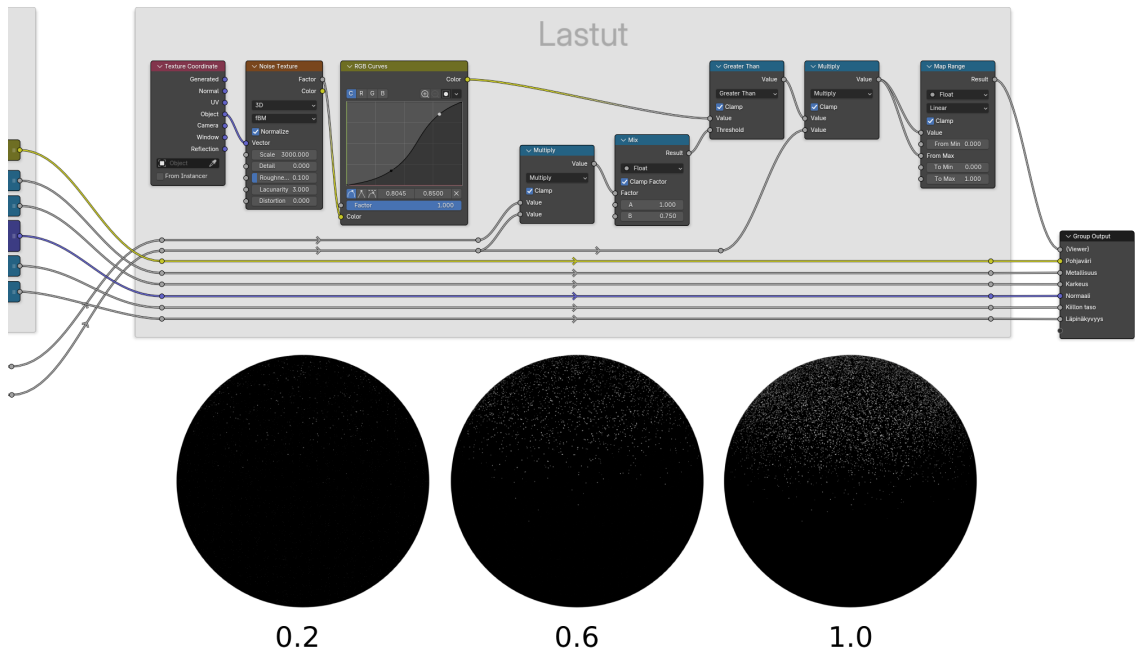 Lastut
Texture Coordinate
Generated
Normal
UV
Object
Camera
Window
Reflection
Object
From Instancer
Noise Texture
Factor
Color
3D
fBM
Normalize
Vector
Scale 3000.000
Detail 0.000
Roughne... 0.100
Lacunarity 3.000
Distortion 0.000
RGB Curves
Color
C R G B
0.8045 0.8500
Factor 1.000
Color
Multiply
Value
Multiply
Clamp
Value
Value
Mix
Result
Float
Clamp Factor
Factor
A 1.000
B 0.750
Greater Than
Value
Greater Than
Clamp
Value
Threshold
Multiply
Value
Multiply
Clamp
Value
Value
Map Range
Result
Float
Linear
Clamp
Value
From Min 0.000
From Max
To Min 0.000
To Max 1.000
Group Output
(Viewer)
Pohjaväri
Metallisuus
Karkeus
Normaali
Kiillon taso
Läpinäkyvyys
0.2 0.6 1.0